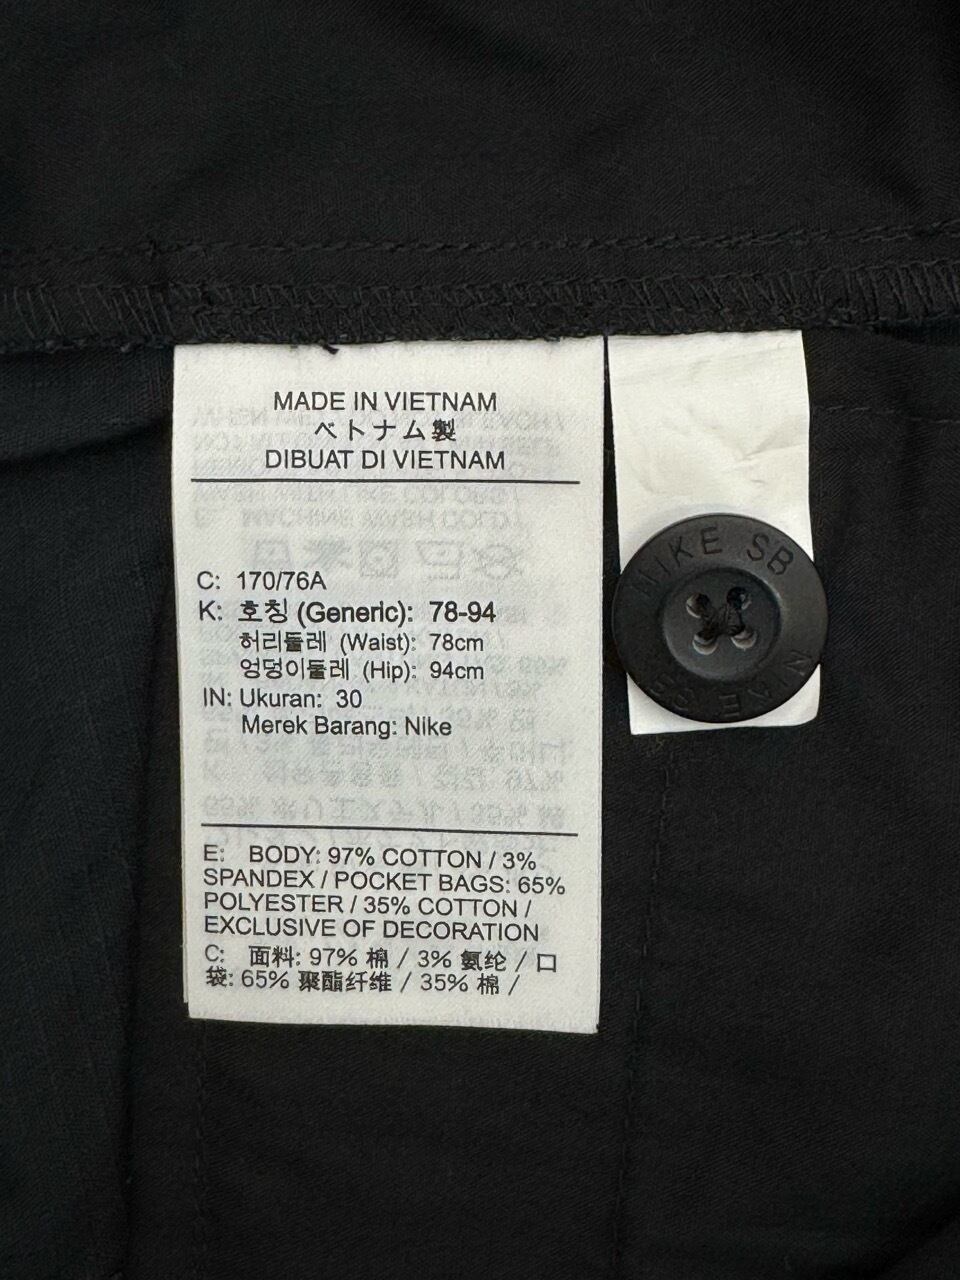 MADE IN VIETNAM
ベトナム製
DIBUAT DI VIETNAM
C: 170/76A
K: 호칭 (Generic): 78-94
허리둘레 (Waist): 78cm
엉덩이둘레 (Hip): 94cm
IN: Ukuran: 30
Merek Barang: Nike
E: BODY: 97% COTTON / 3%
SPANDEX / POCKET BAGS: 65%
POLYESTER / 35% COTTON /
EXCLUSIVE OF DECORATION
C: 面料: 97% 棉 / 3% 氨纶 / 口
袋: 65% 聚酯纤维 / 35% 棉 /
NIKE SB